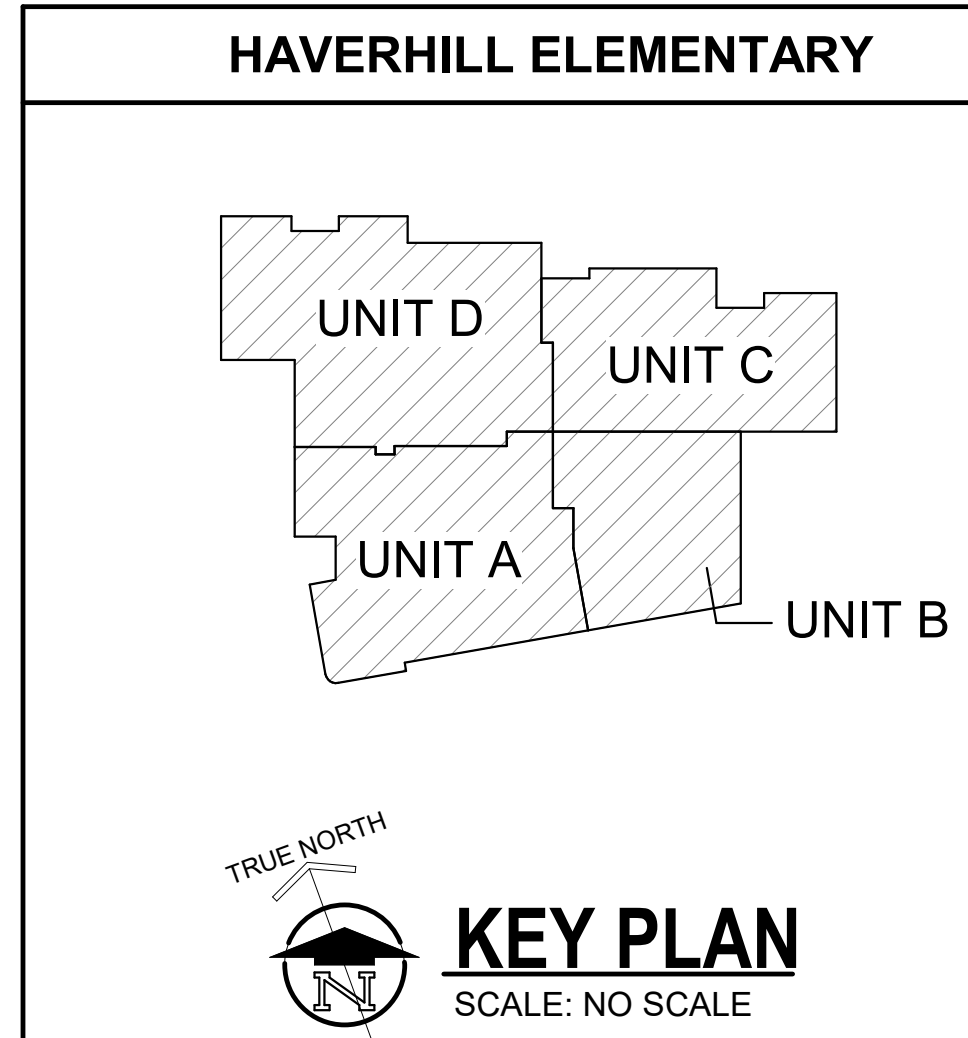 HAVERHILL ELEMENTARY
UNIT D
UNIT C
UNIT A
UNIT B
TRUE NORTH
N
KEY PLAN
SCALE: NO SCALE